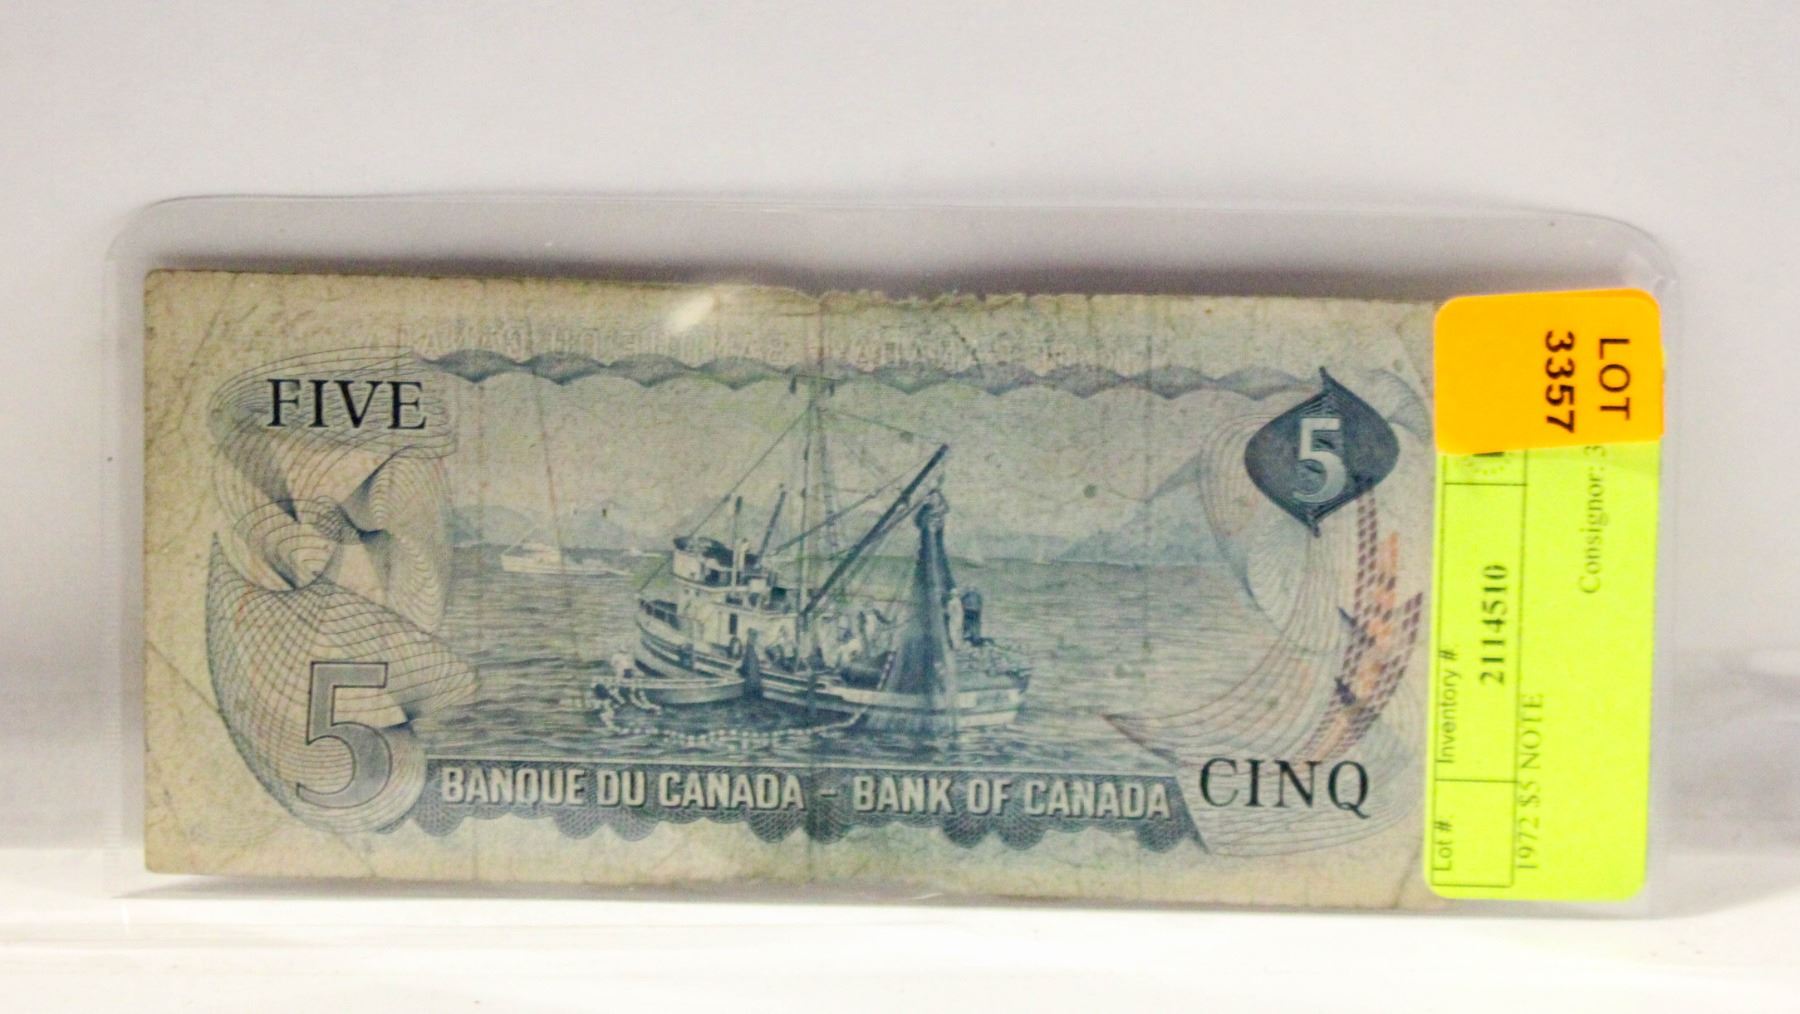 FIVE
5
5
BANQUE DU CANADA - BANK OF CANADA
CINQ
LOT
3357
Lot #. Inventory #.
2114510
1972 $5 NOTE
Consignor: 3